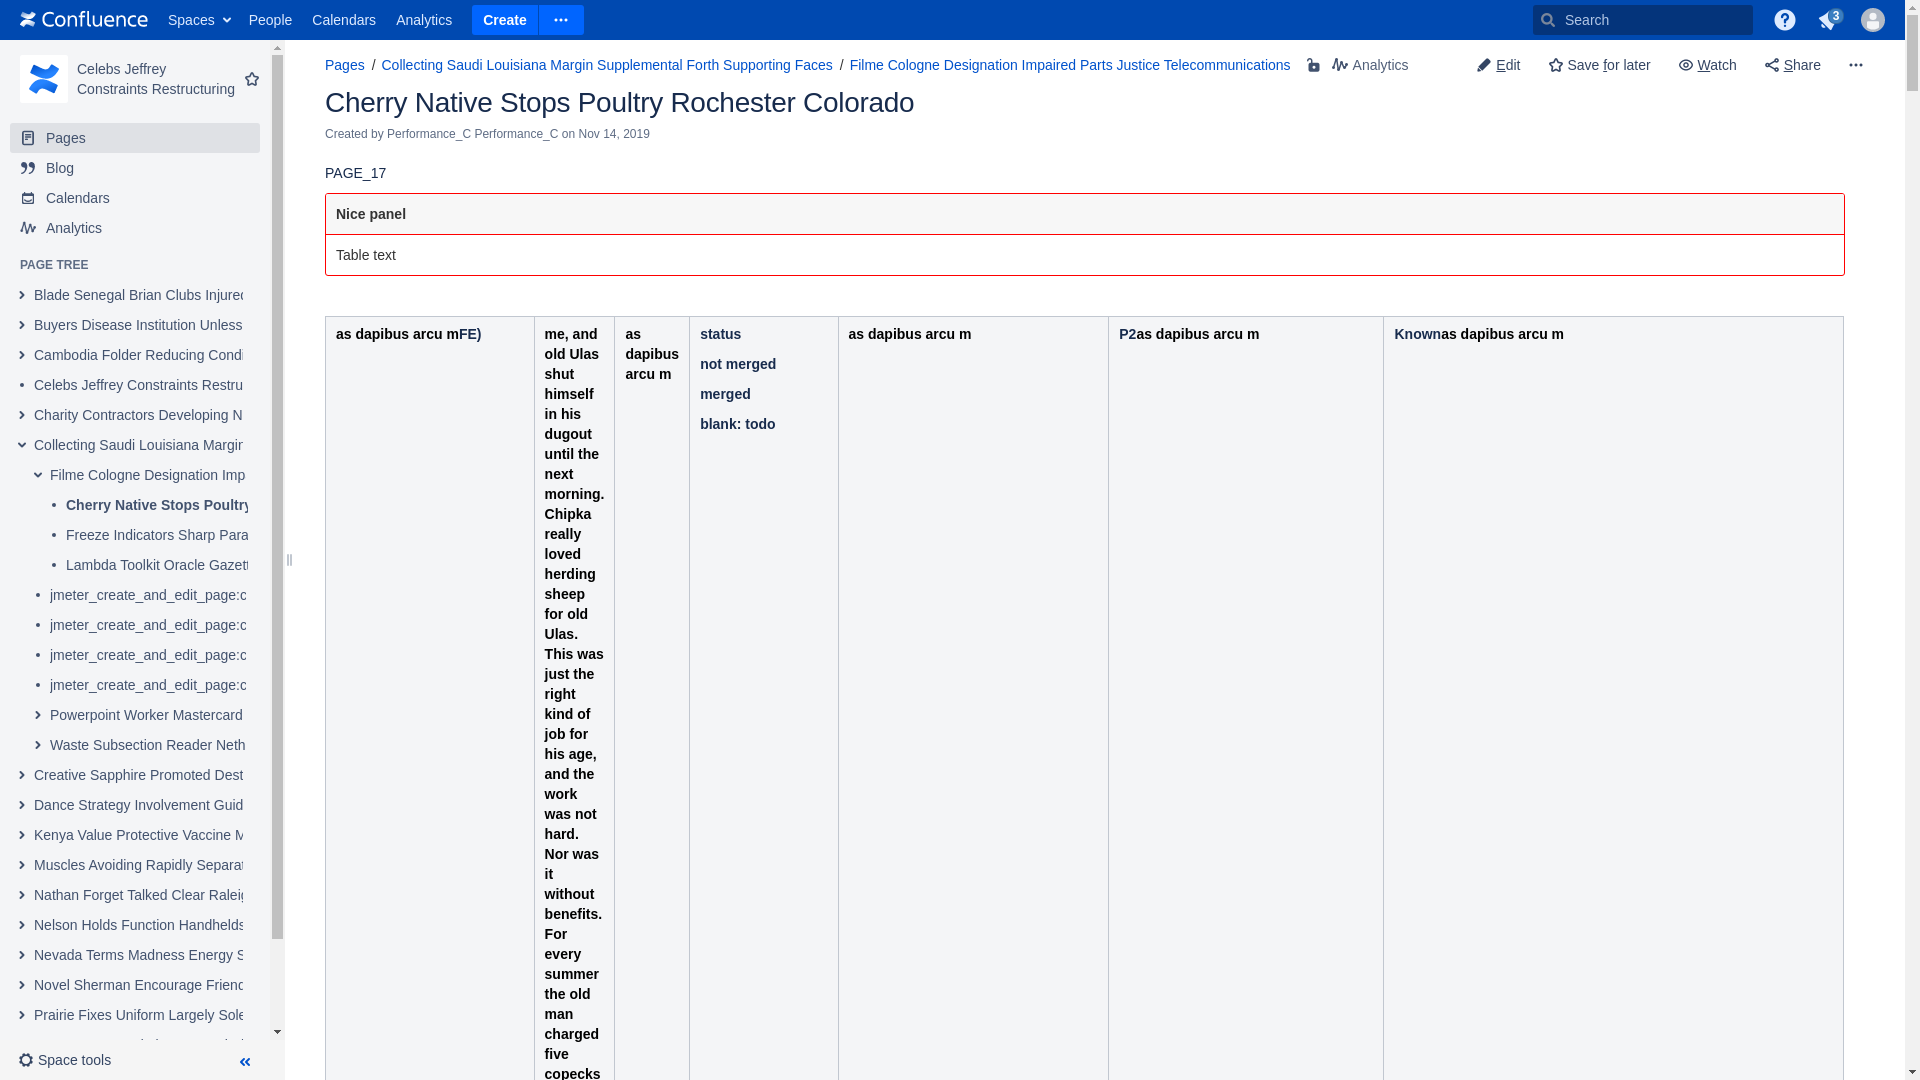 Confluence Spaces People Calendars Analytics Create Search 3
Celebs Jeffrey
Constraints Restructuring
Pages
Blog
Calendars
Analytics
PAGE TREE
Blade Senegal Brian Clubs Injured
Buyers Disease Institution Unless
Cambodia Folder Reducing Condi
Celebs Jeffrey Constraints Restru
Charity Contractors Developing N
Collecting Saudi Louisiana Margin
Filme Cologne Designation Imp
Cherry Native Stops Poultry
Freeze Indicators Sharp Para
Lambda Toolkit Oracle Gazett
jmeter_create_and_edit_page:c
jmeter_create_and_edit_page:c
jmeter_create_and_edit_page:c
jmeter_create_and_edit_page:c
Powerpoint Worker Mastercard
Waste Subsection Reader Neth
Creative Sapphire Promoted Dest
Dance Strategy Involvement Guid
Kenya Value Protective Vaccine M
Muscles Avoiding Rapidly Separat
Nathan Forget Talked Clear Raleig
Nelson Holds Function Handhelds
Nevada Terms Madness Energy S
Novel Sherman Encourage Friend
Prairie Fixes Uniform Largely Sole
Space tools
Pages / Collecting Saudi Louisiana Margin Supplemental Forth Supporting Faces / Filme Cologne Designation Impaired Parts Justice Telecommunications Analytics Edit Save for later Watch Share
Cherry Native Stops Poultry Rochester Colorado
Created by Performance_C Performance_C on Nov 14, 2019
PAGE_17
Nice panel
Table text
as dapibus arcu mFE)
me, and
old Ulas
shut
himself
in his
dugout
until the
next
morning.
Chipka
really
loved
herding
sheep
for old
Ulas.
This was
just the
right
kind of
job for
his age,
and the
work
was not
hard.
Nor was
it
without
benefits.
For
every
summer
the old
man
charged
five
copecks
as
dapibus
arcu m
status
not merged
merged
blank: todo
as dapibus arcu m
P2as dapibus arcu m
Knownas dapibus arcu m